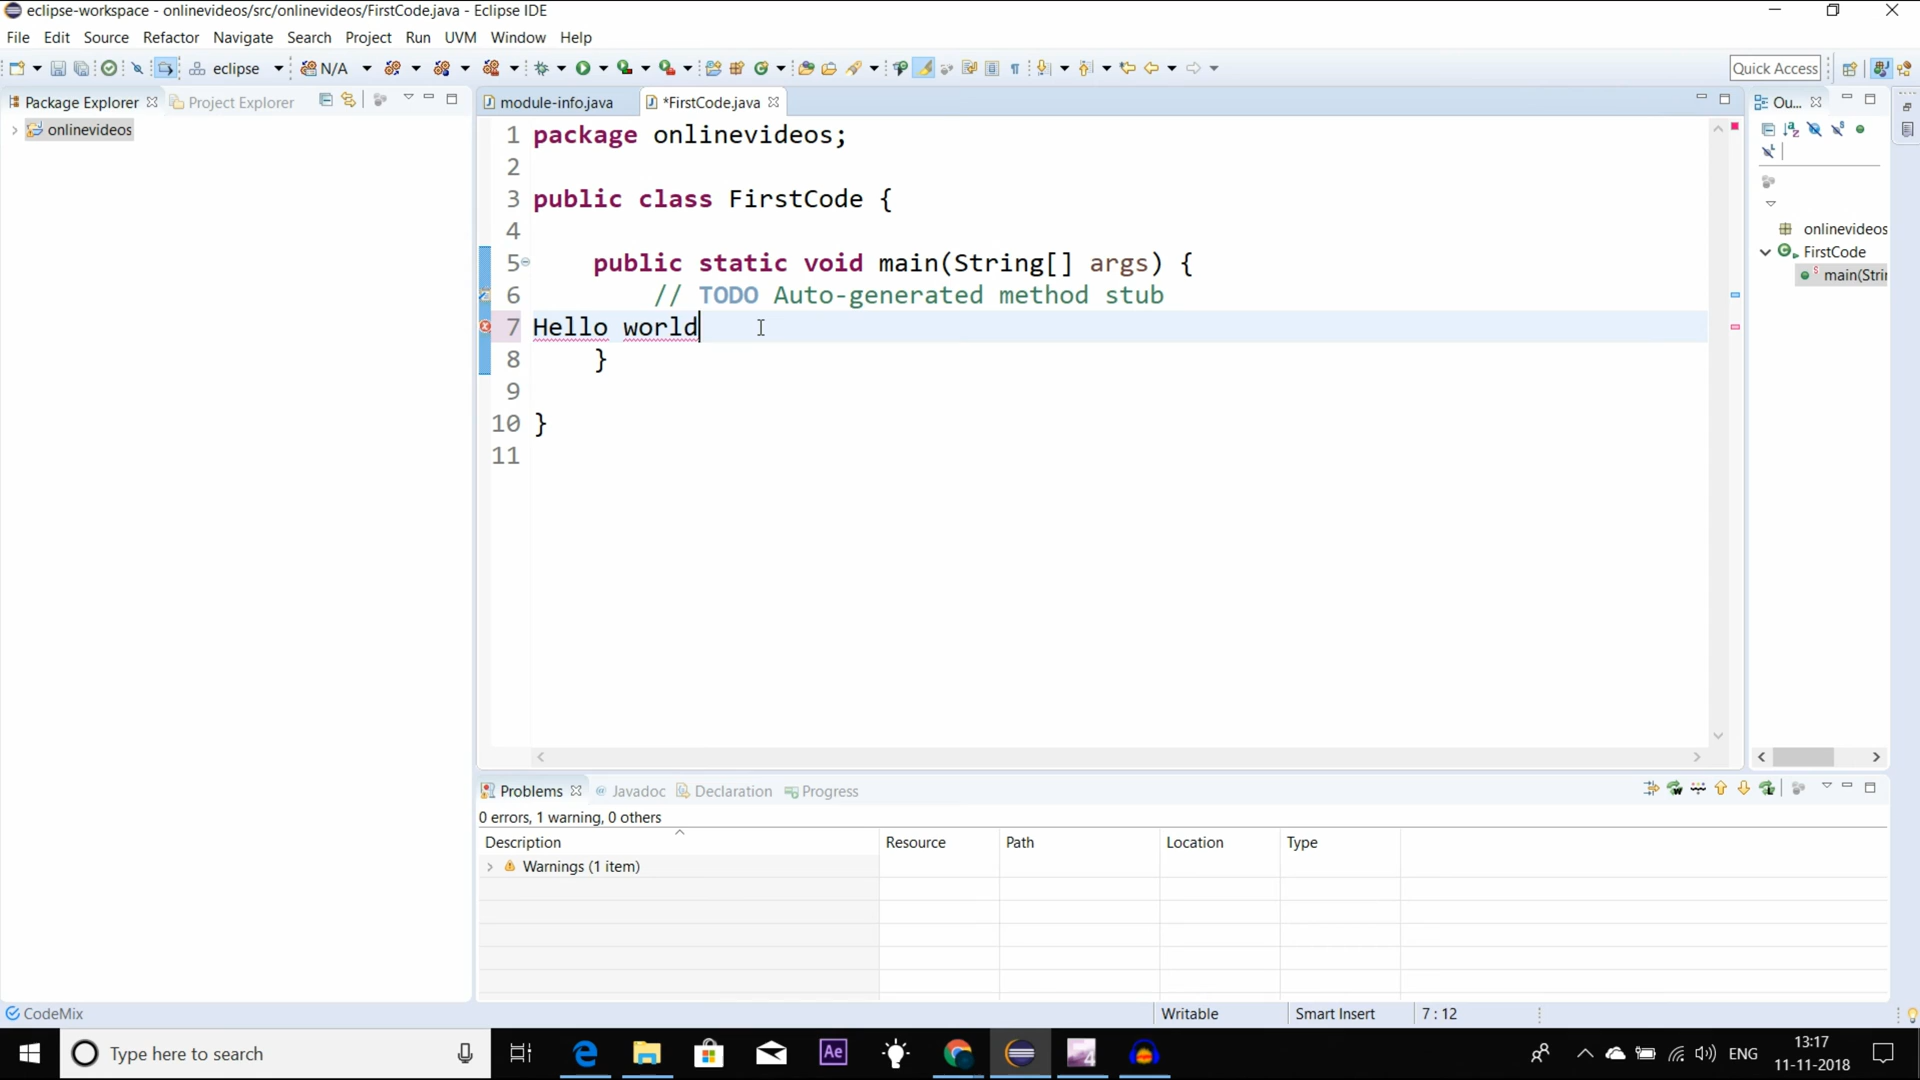 eclipse-workspace - onlinevideos/src/onlinevideos/FirstCode.java - Eclipse IDE
File Edit Source Refactor Navigate Search Project Run UVM Window Help
eclipse N/A Quick Access
Package Explorer Project Explorer module-info.java *FirstCode.java Ou...
onlinevideos
1 package onlinevideos;
2
3 public class FirstCode {
4
5 public static void main(String[] args) {
6 // TODO Auto-generated method stub
7 Hello world
8 }
9
10 }
11
onlinevideos
FirstCode
main(Stri
Problems @ Javadoc Declaration Progress
0 errors, 1 warning, 0 others
Description Resource Path Location Type
Warnings (1 item)
CodeMix Writable Smart Insert 7 : 12
Type here to search Ae 4 ENG 13:17
11-11-2018